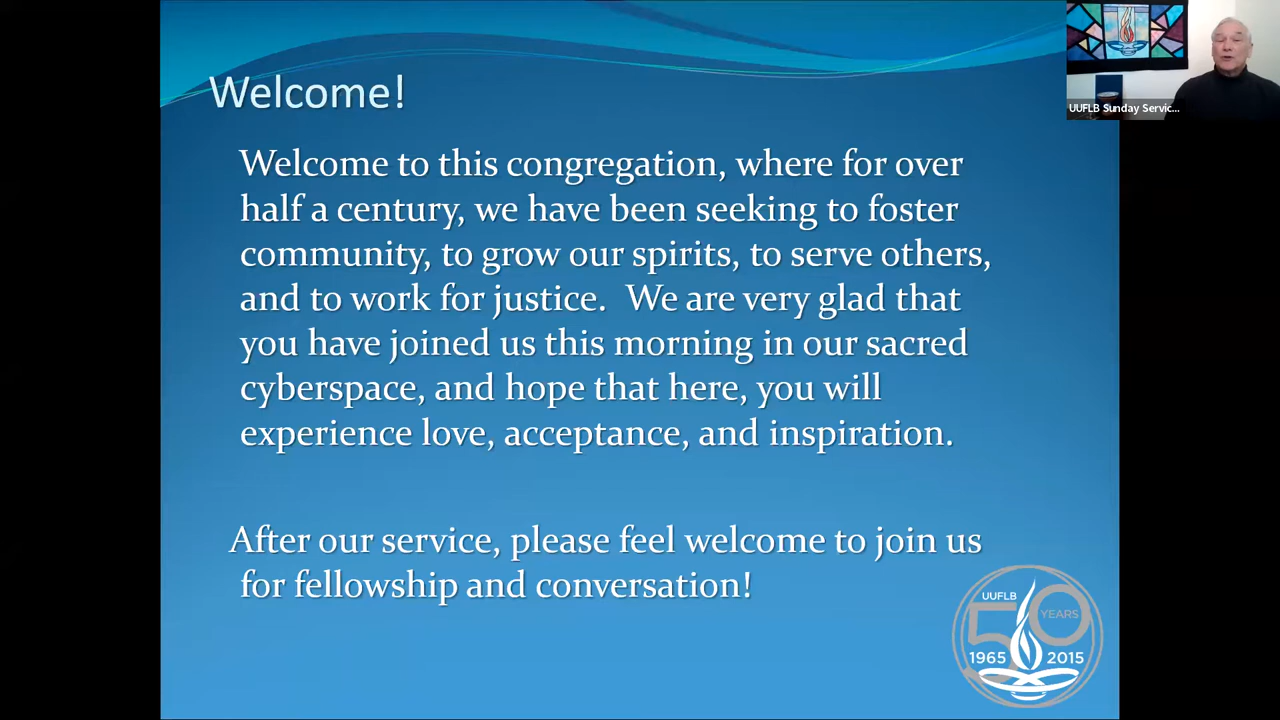 Welcome!
Welcome to this congregation, where for over
half a century, we have been seeking to foster
community, to grow our spirits, to serve others,
and to work for justice.  We are very glad that
you have joined us this morning in our sacred
cyberspace, and hope that here, you will
experience love, acceptance, and inspiration.
After our service, please feel welcome to join us
for fellowship and conversation!
UUFLB Sunday Servic...
UUFLB
50
YEARS
1965 2015